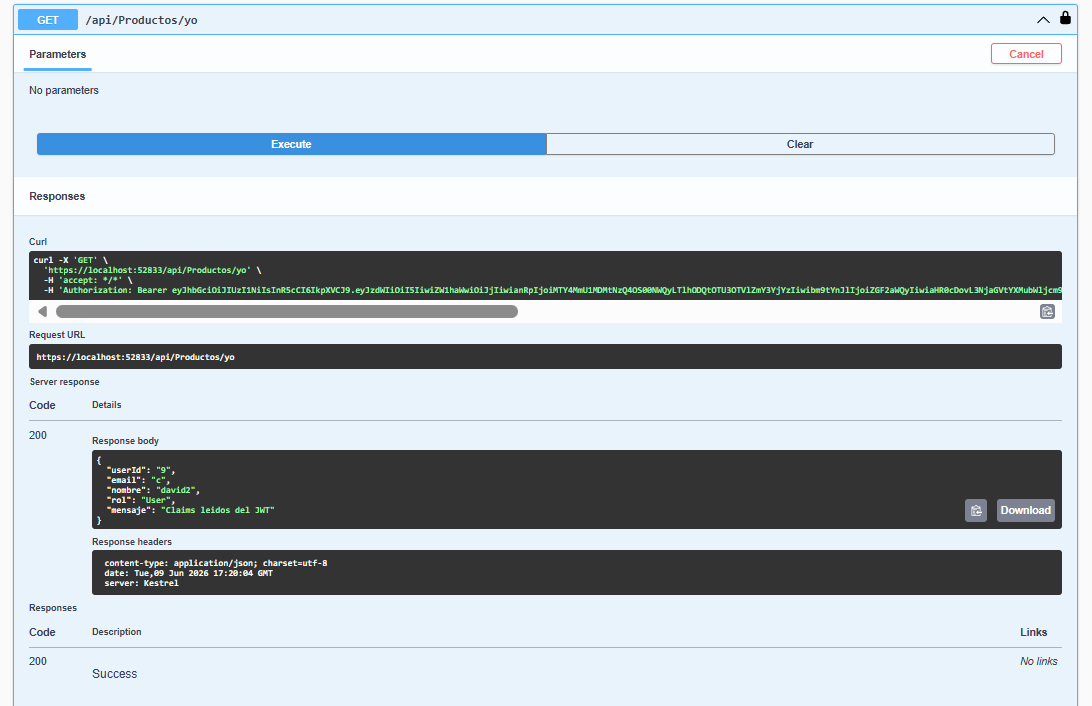 GET /api/Productos/yo
Parameters
Cancel
No parameters
Execute
Clear
Responses
Curl
curl -X 'GET' \
'https://localhost:52833/api/Productos/yo' \
-H 'accept: */*' \
-H 'Authorization: Bearer
Request URL
https://localhost:52833/api/Productos/yo
Server response
Code Details
200
Response body
{
"userId": "9",
"email": "c",
"nombre": "david2",
"rol": "User",
"mensaje": "Claims leidos del JWT"
}
Download
Response headers
content-type: application/json; charset=utf-8
date: Tue,09 Jun 2026 17:20:04 GMT
server: Kestrel
Responses
Code Description Links
200
Success
No links